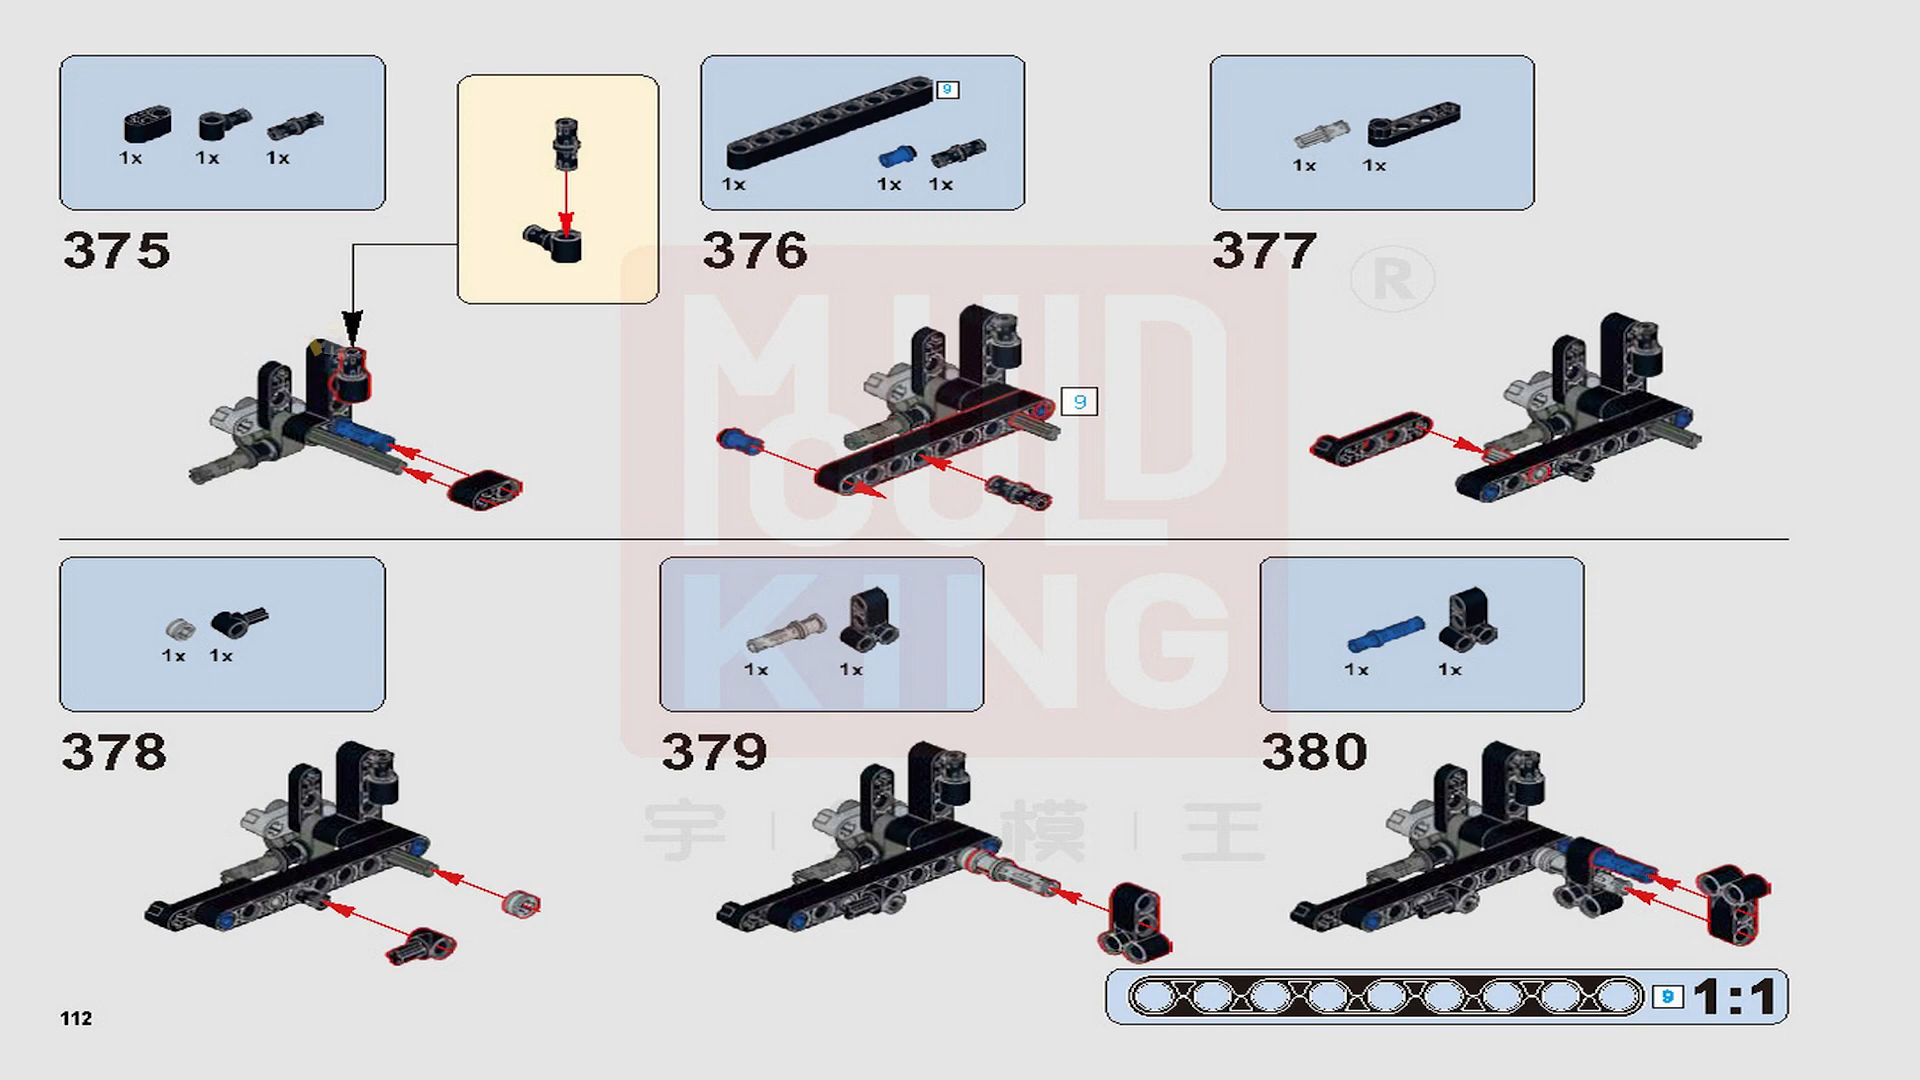 1x 1x 1x
375
9
1x 1x 1x
376
9
1x 1x
377
®
MOULD
KING
宇 | 模 | 王
1x 1x
378
1x 1x
379
1x 1x
380
9 1:1
112